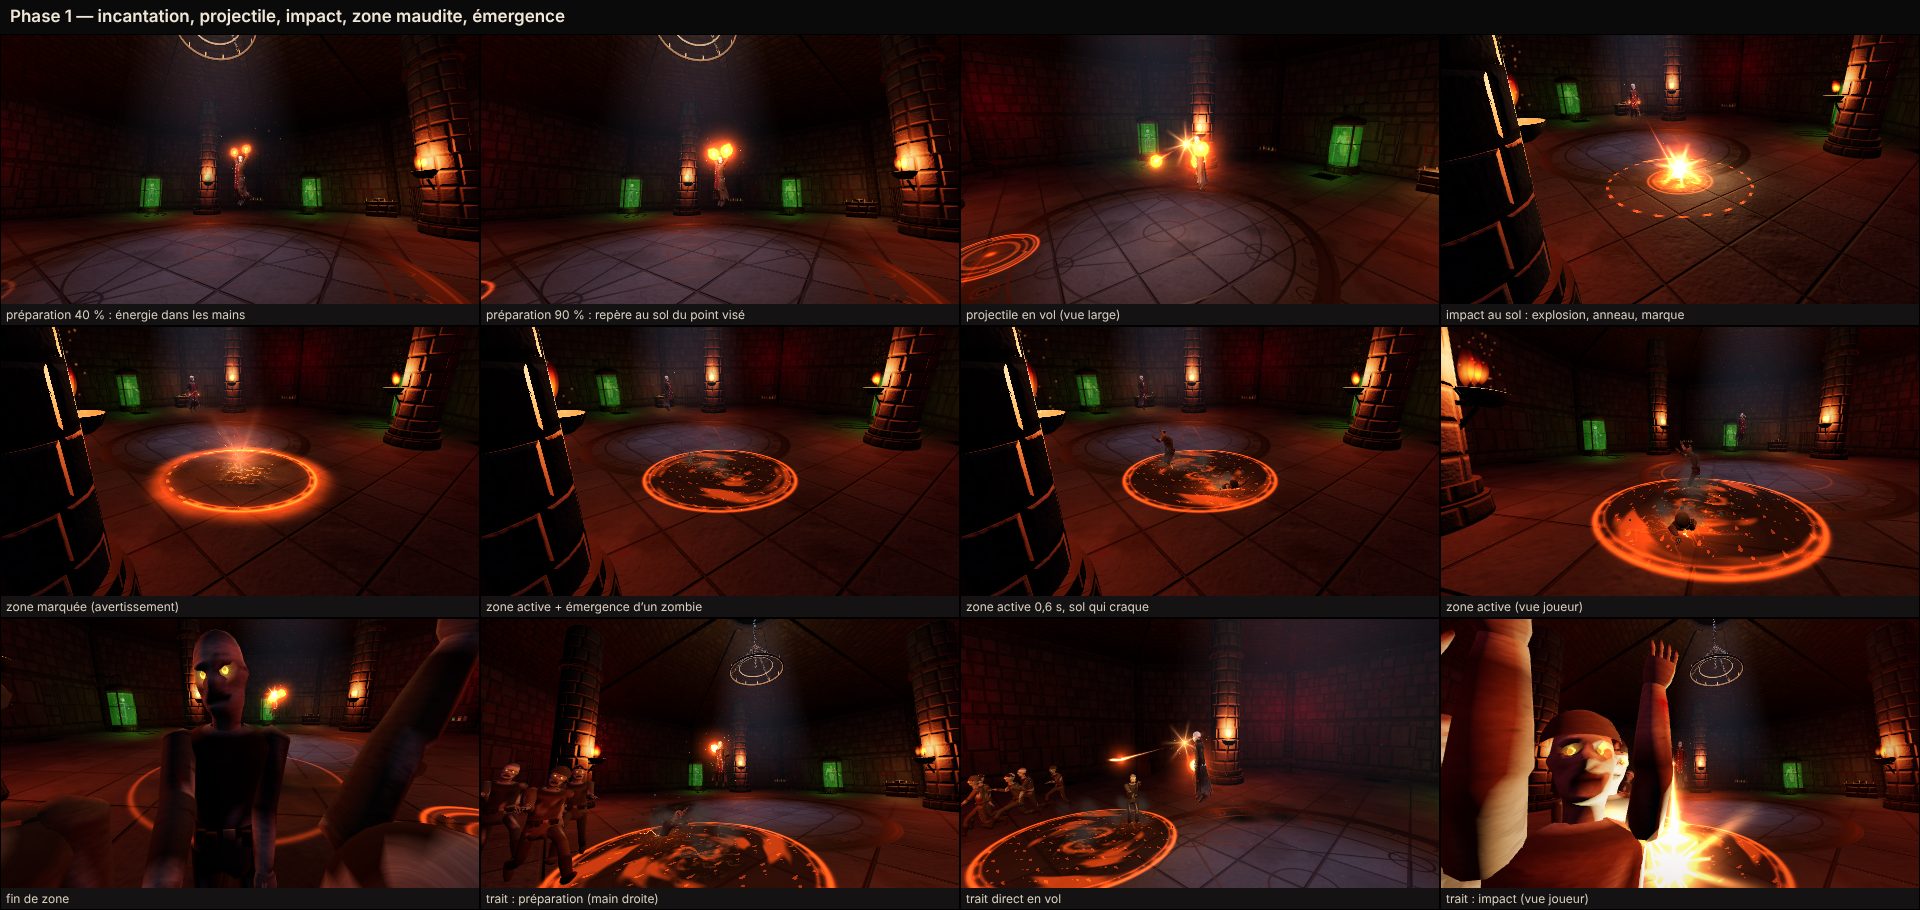 Phase 1 — incantation, projectile, impact, zone maudite, émergence
préparation 40 % : énergie dans les mains
préparation 90 % : repère au sol du point visé
projectile en vol (vue large)
impact au sol : explosion, anneau, marque
zone marquée (avertissement)
zone active + émergence d’un zombie
zone active 0,6 s, sol qui craque
zone active (vue joueur)
fin de zone
trait : préparation (main droite)
trait direct en vol
trait : impact (vue joueur)